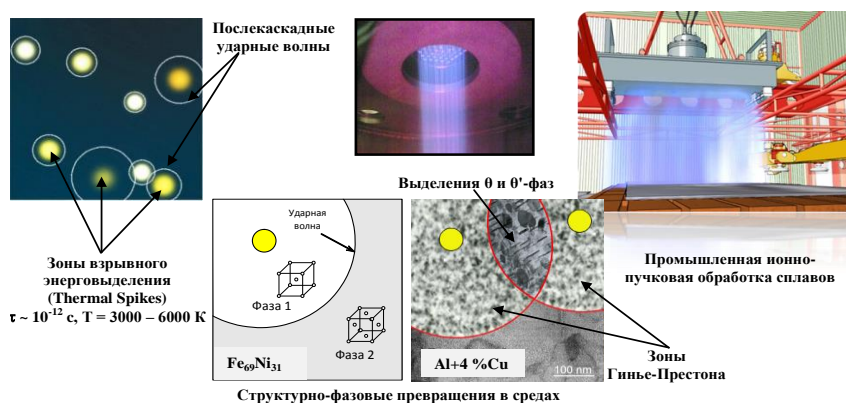 Послекаскадные
ударные волны
Зоны взрывного
энерговыделения
(Thermal Spikes)
τ ~ 10⁻¹² с, T = 3000 – 6000 К
Ударная
волна
Фаза 1
Фаза 2
Fe₆₉Ni₃₁
Выделения θ и θ'-фаз
Al+4 %Cu
100 nm
Промышленная ионно-
пучковая обработка сплавов
Зоны
Гинье-Престона
Структурно-фазовые превращения в средах